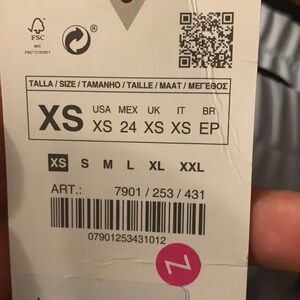 FSC
MIX
TALLA / SIZE / TAMANHO / TAILLE / MAAT / ΜΕΓΕΘΟΣ
XS
USA MEX UK IT BR
XS 24 XS XS EP
XS S M L XL XXL
ART.: 7901 / 253 / 431
07901253431012
Z